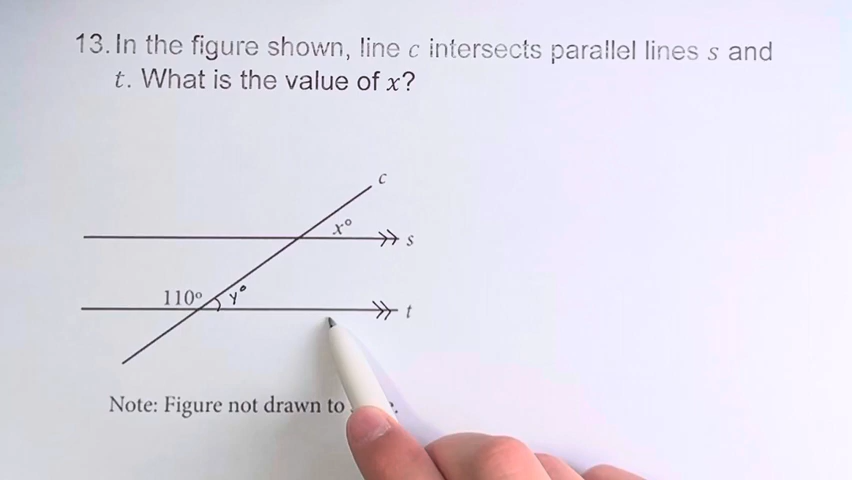 13. In the figure shown, line c intersects parallel lines s and
t. What is the value of x?
c
x°
s
110°
y°
t
Note: Figure not drawn to